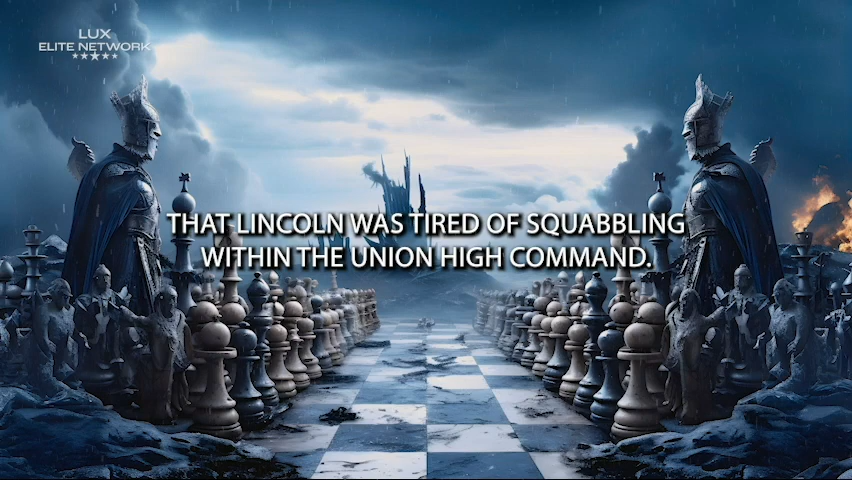 LUX
ELITE NETWORK
THAT LINCOLN WAS TIRED OF SQUABBLING
WITHIN THE UNION HIGH COMMAND.